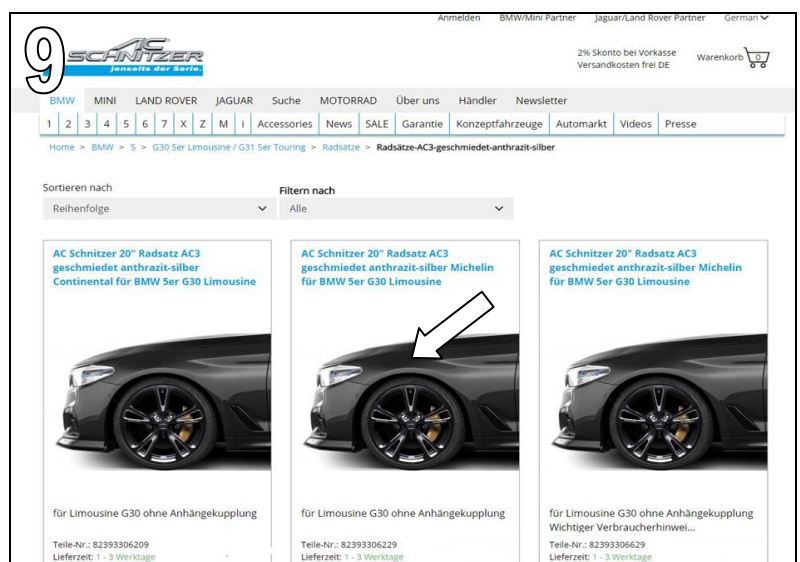 Anmelden BMW/Mini Partner Jaguar/Land Rover Partner German
9
AC SCHNITZER
jenseits der Serie.
2% Skonto bei Vorkasse
Versandkosten frei DE
Warenkorb 0
BMW MINI LAND ROVER JAGUAR Suche MOTORRAD Über uns Händler Newsletter
1 2 3 4 5 6 7 X Z M i Accessories News SALE Garantie Konzeptfahrzeuge Automarkt Videos Presse
Home > BMW > 5 > G30 5er Limousine / G31 5er Touring > Radsätze > Radsätze-AC3-geschmiedet-anthrazit-silber
Sortieren nach
Reihenfolge
Filtern nach
Alle
AC Schnitzer 20" Radsatz AC3
geschmiedet anthrazit-silber
Continental für BMW 5er G30 Limousine
für Limousine G30 ohne Anhängekupplung
Teile-Nr.: 82393306209
Lieferzeit: 1 - 3 Werktage
AC Schnitzer 20" Radsatz AC3
geschmiedet anthrazit-silber Michelin
für BMW 5er G30 Limousine
für Limousine G30 ohne Anhängekupplung
Teile-Nr.: 82393306229
Lieferzeit: 1 - 3 Werktage
AC Schnitzer 20" Radsatz AC3
geschmiedet anthrazit-silber Michelin
für BMW 5er G30 Limousine
für Limousine G30 ohne Anhängekupplung
Wichtiger Verbraucherhinwei...
Teile-Nr.: 82393306629
Lieferzeit: 1 - 3 Werktage